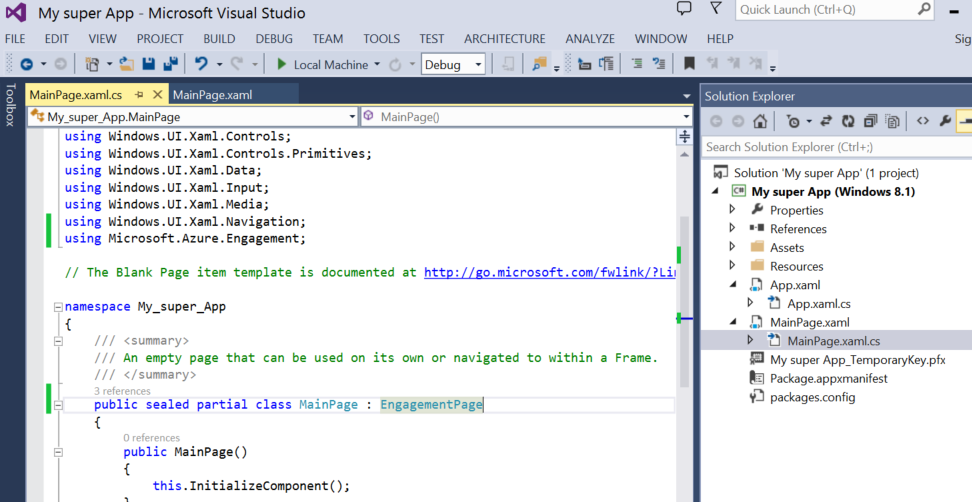 My super App - Microsoft Visual Studio
Quick Launch (Ctrl+Q)
FILE EDIT VIEW PROJECT BUILD DEBUG TEAM TOOLS TEST ARCHITECTURE ANALYZE WINDOW HELP
Local Machine Debug
Toolbox
MainPage.xaml.cs MainPage.xaml
My_super_App.MainPage MainPage()
using Windows.UI.Xaml.Controls;
using Windows.UI.Xaml.Controls.Primitives;
using Windows.UI.Xaml.Data;
using Windows.UI.Xaml.Input;
using Windows.UI.Xaml.Media;
using Windows.UI.Xaml.Navigation;
using Microsoft.Azure.Engagement;
// The Blank Page item template is documented at http://go.microsoft.com/fwlink/?Li
namespace My_super_App
{
/// <summary>
/// An empty page that can be used on its own or navigated to within a Frame.
/// </summary>
3 references
public sealed partial class MainPage : EngagementPage
{
0 references
public MainPage()
{
this.InitializeComponent();
Solution Explorer
Search Solution Explorer (Ctrl+;)
Solution 'My super App' (1 project)
C# My super App (Windows 8.1)
Properties
References
Assets
Resources
App.xaml
App.xaml.cs
MainPage.xaml
MainPage.xaml.cs
My super App_TemporaryKey.pfx
Package.appxmanifest
packages.config